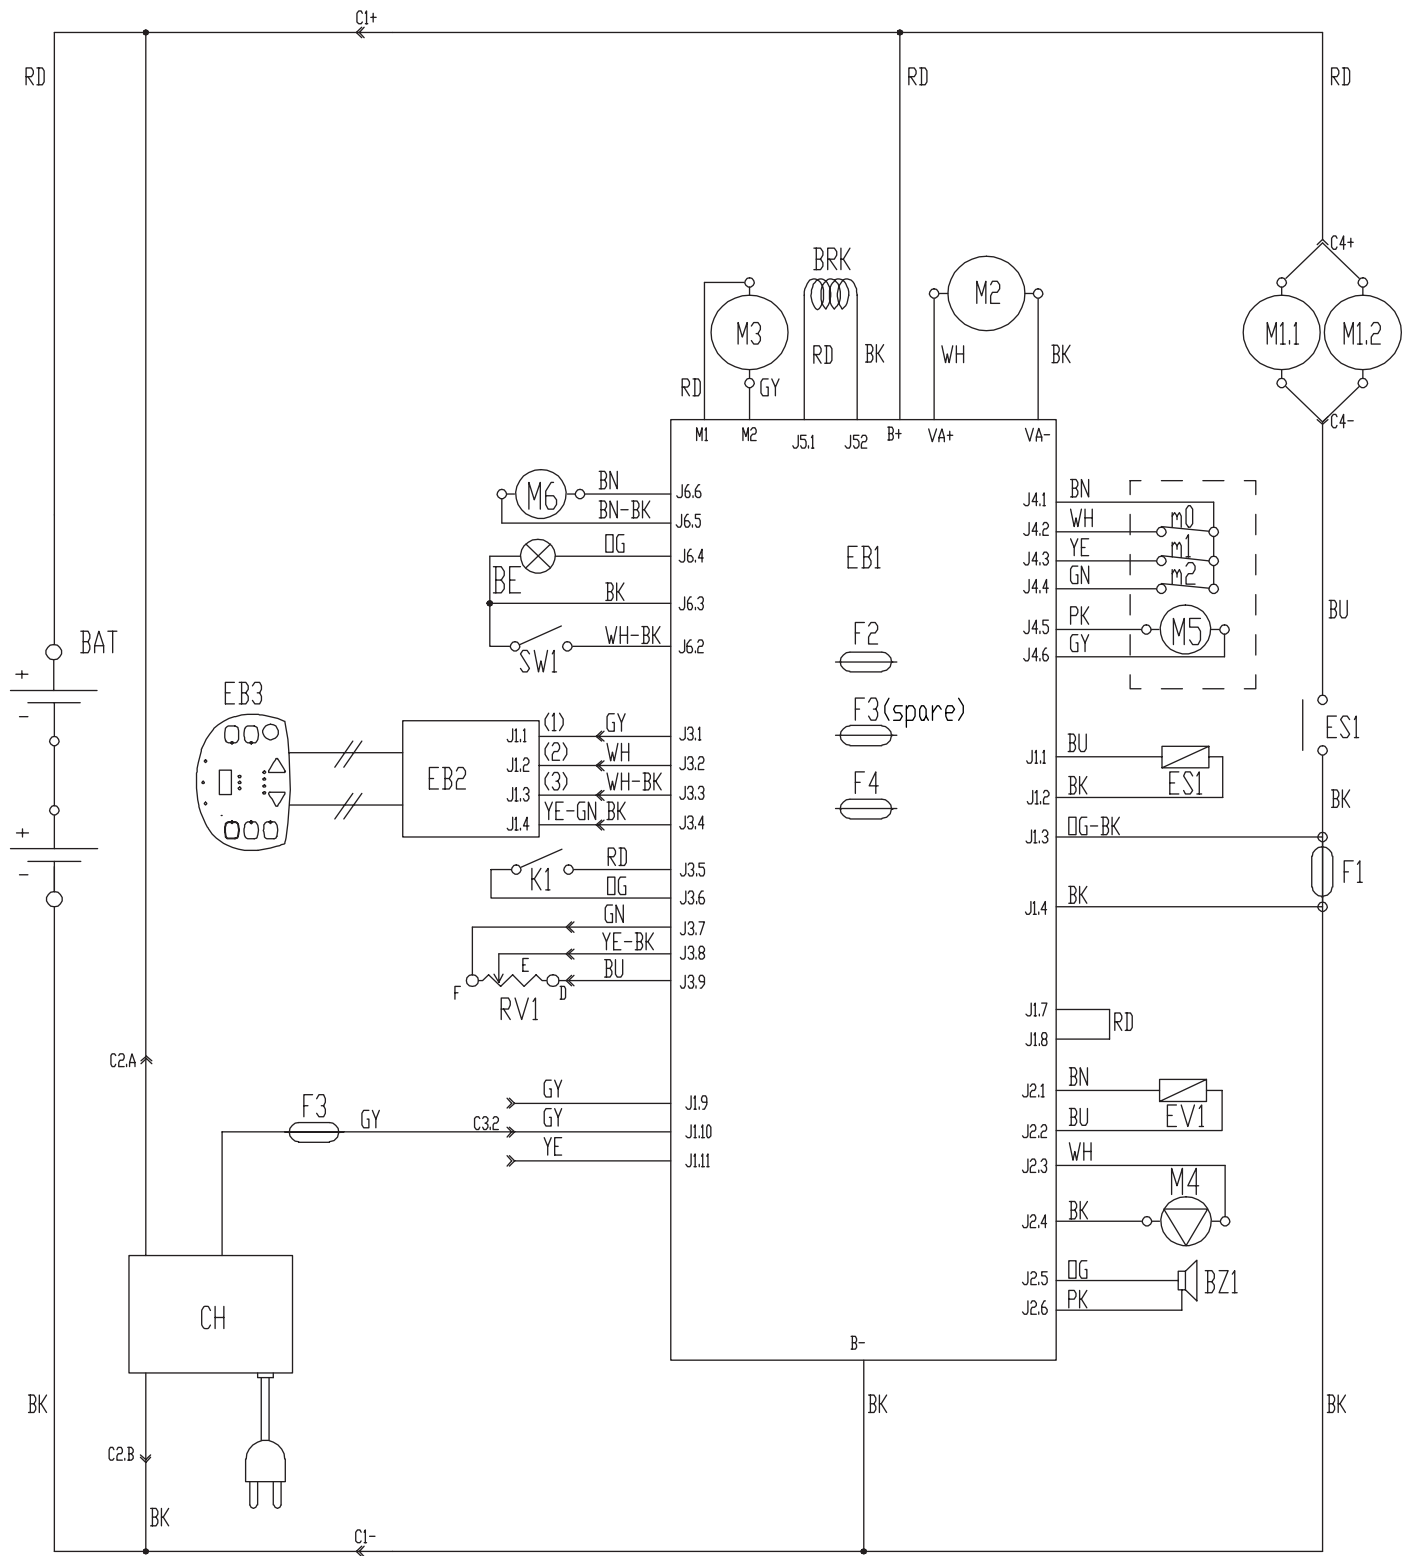 C1+
RD
RD
RD
C4+
BRK
M2
M3
M1.1
M1.2
RD
BK
WH
BK
RD
GY
C4-
M1
M2
J5.1
J52
B+
VA+
VA-
M6
BN
J6.6
BN-BK
J6.5
OG
J6.4
BE
BK
J6.3
WH-BK
J6.2
SW1
EB1
F2
F3(spare)
F4
J4.1
BN
m0
J4.2
WH
m1
J4.3
YE
m2
J4.4
GN
J4.5
PK
M5
J4.6
GY
BU
BAT
+
-
+
-
EB3
EB2
J1.1
(1)
GY
J3.1
J1.2
(2)
WH
J3.2
J1.3
(3)
WH-BK
J3.3
J1.4
YE-GN
BK
J3.4
K1
RD
J3.5
OG
J3.6
GN
J3.7
YE-BK
J3.8
E
BU
J3.9
F
D
RV1
ES1
J1.1
BU
ES1
J1.2
BK
BK
J1.3
OG-BK
F1
J1.4
BK
J1.7
RD
J1.8
J2.1
BN
EV1
J2.2
BU
J2.3
WH
M4
J2.4
BK
J2.5
OG
BZ1
J2.6
PK
C2.A
F3
GY
C3.2
GY
J1.9
GY
J1.10
YE
J1.11
CH
B-
BK
BK
BK
C2.B
BK
C1-